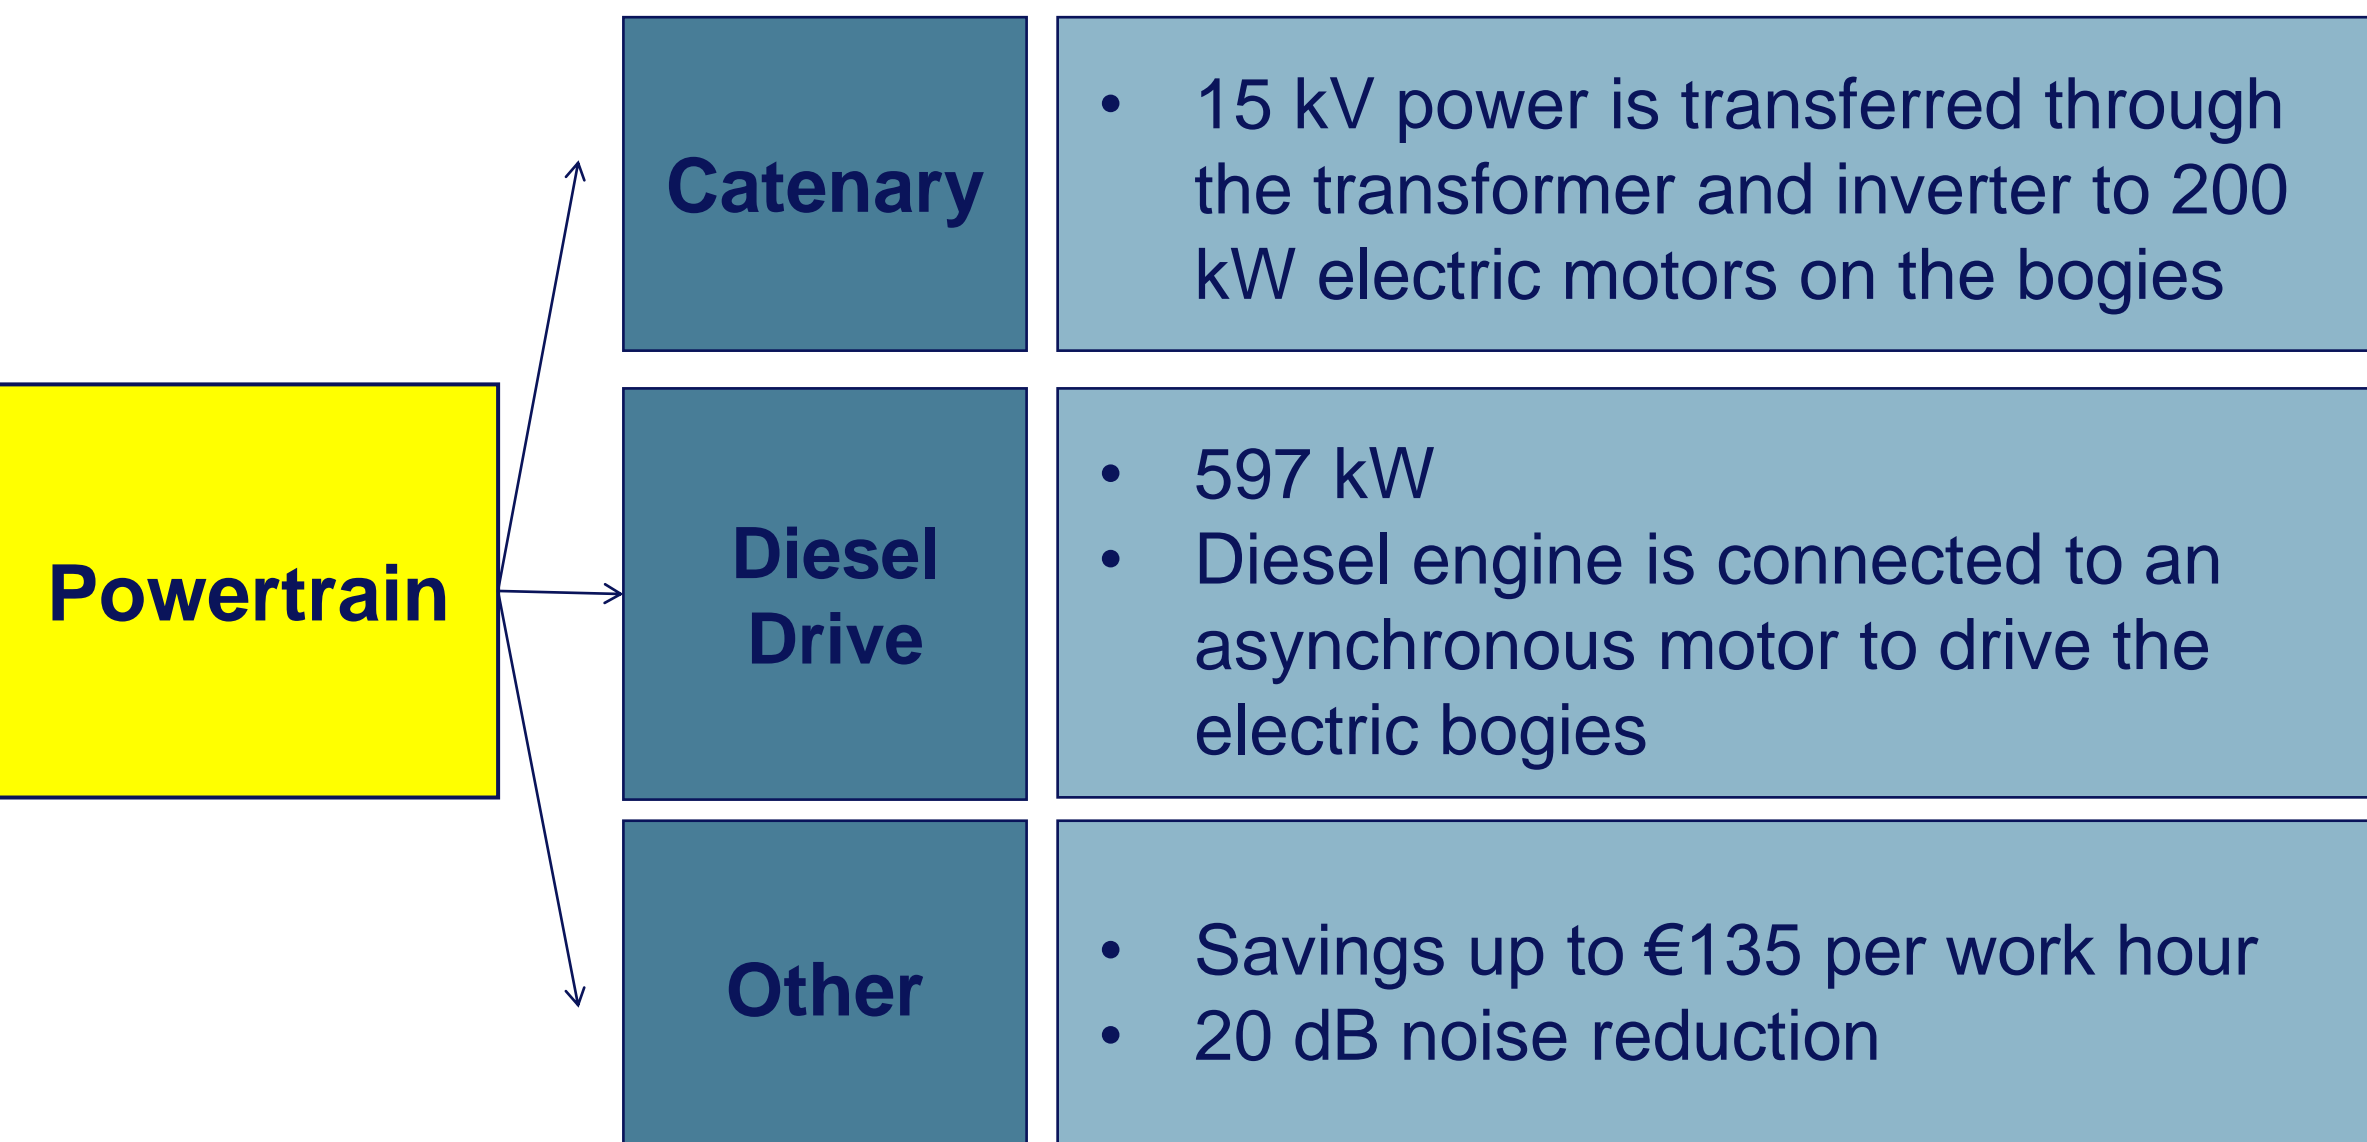 Powertrain
Catenary
• 15 kV power is transferred through
the transformer and inverter to 200
kW electric motors on the bogies
Diesel
Drive
• 597 kW
• Diesel engine is connected to an
asynchronous motor to drive the
electric bogies
Other
• Savings up to €135 per work hour
• 20 dB noise reduction